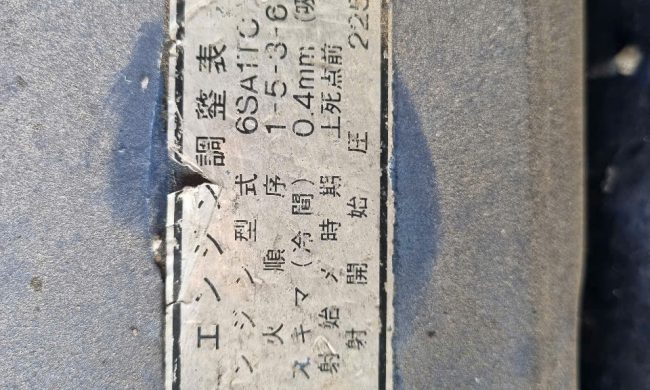 エンジン調整表
ンジン型式 6SA1TC
火順序 1-5-3-6
スキマ(冷間) 0.4mm (吸
射始メ時期 上死点前
射開始圧 225